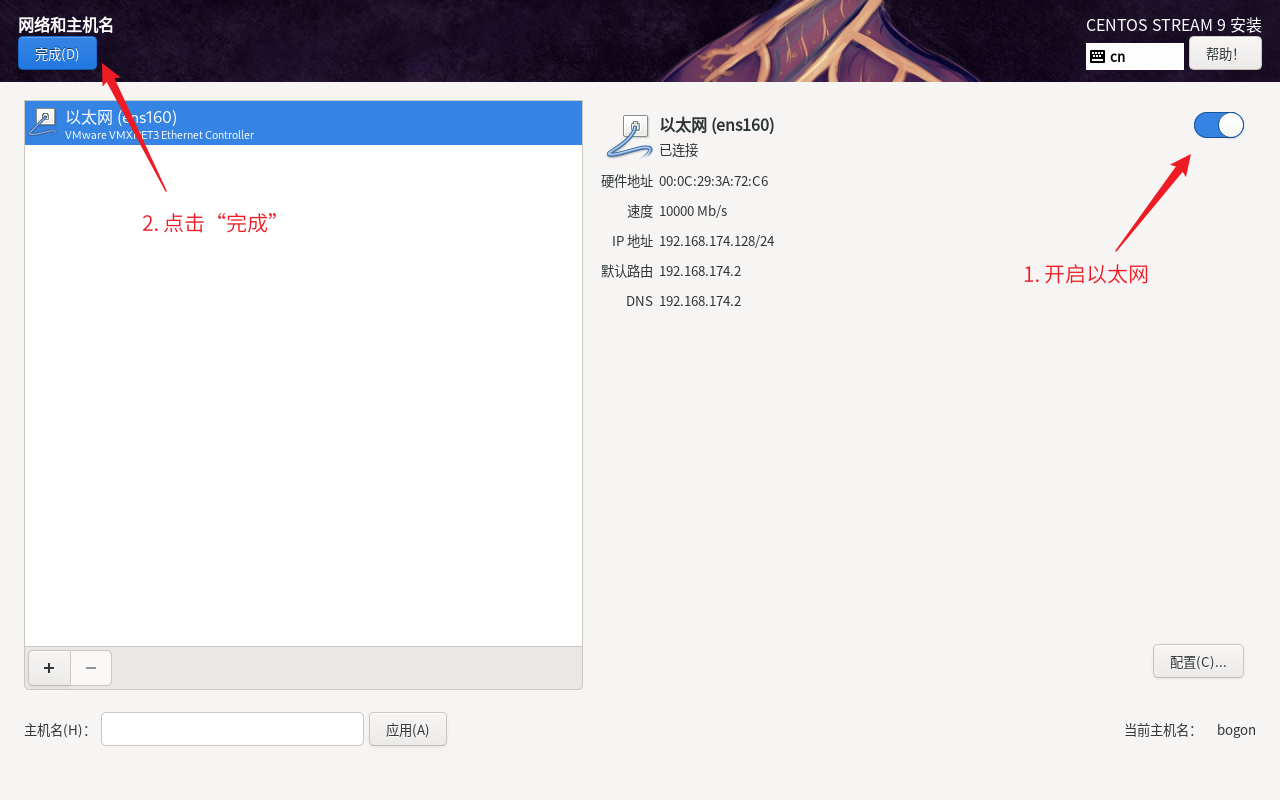 网络和主机名
CENTOS STREAM 9 安装
完成(D)
cn
帮助!
以太网 (ens160)
VMware VMXNET3 Ethernet Controller
2. 点击“完成”
以太网 (ens160)
已连接
硬件地址 00:0C:29:3A:72:C6
速度 10000 Mb/s
IP 地址 192.168.174.128/24
默认路由 192.168.174.2
DNS 192.168.174.2
1. 开启以太网
配置(C)...
主机名(H)：
应用(A)
当前主机名： bogon